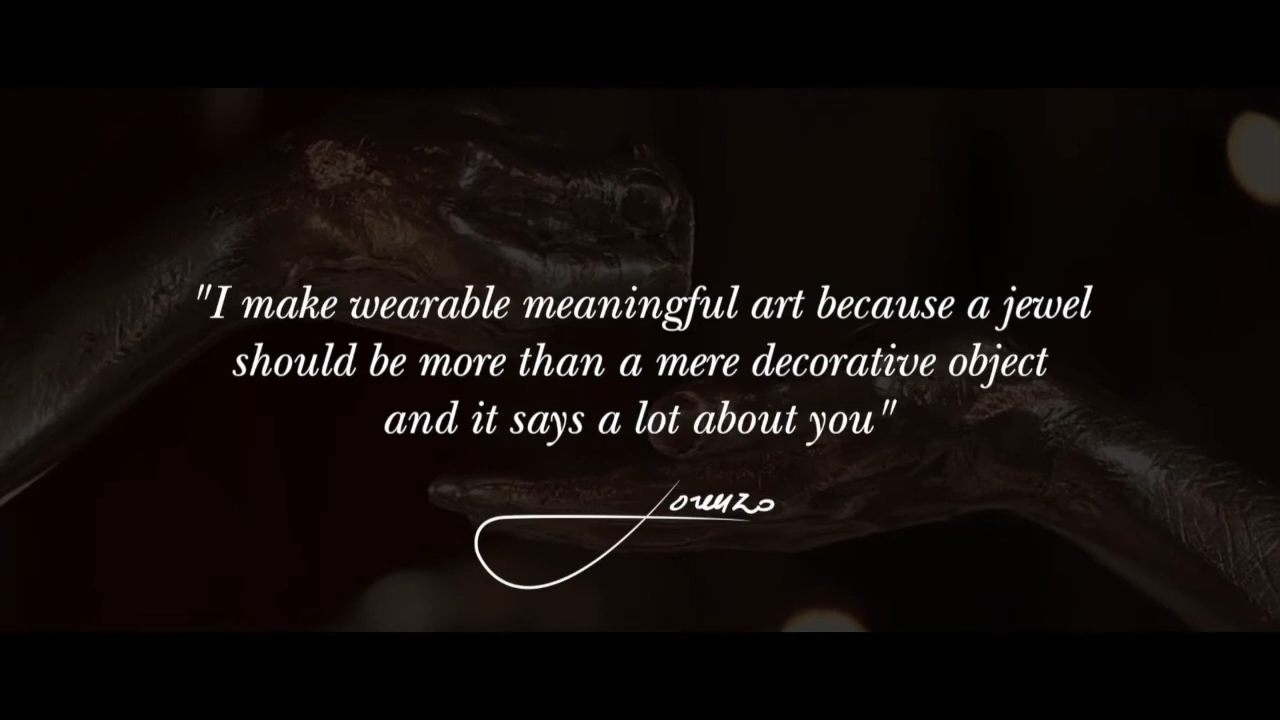 "I make wearable meaningful art because a jewel
should be more than a mere decorative object
and it says a lot about you"
Lorenzo